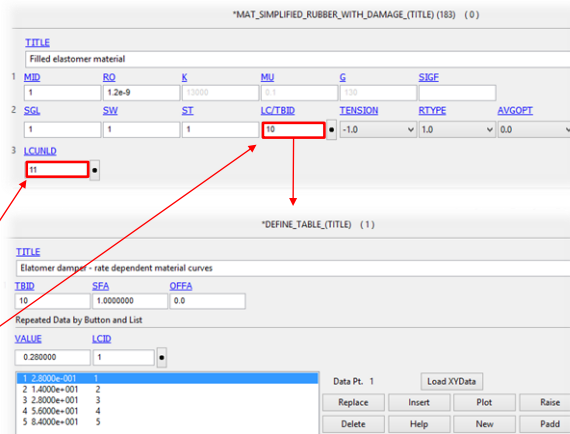 *MAT_SIMPLIFIED_RUBBER_WITH_DAMAGE_(TITLE) (183) ( 0 )
TITLE
Filled elastomer material
1 MID RO K MU G SIGF
1 1.2e-9 13000 0.1 130
2 SGL SW ST LC/TBID TENSION RTYPE AVGOPT
1 1 1 10 -1.0 1.0 0.0
3 LCUNLD
11
*DEFINE_TABLE_(TITLE) ( 1 )
TITLE
Elatomer damper - rate dependent material curves
TBID SFA OFFA
10 1.0000000 0.0
Repeated Data by Button and List
VALUE LCID
0.280000 1
1 2.8000e-001 1
2 1.4000e+001 2
3 2.8000e+001 3
4 5.6000e+001 4
5 8.4000e+001 5
Data Pt. 1 Load XYData
Replace Insert Plot Raise
Delete Help New Padd